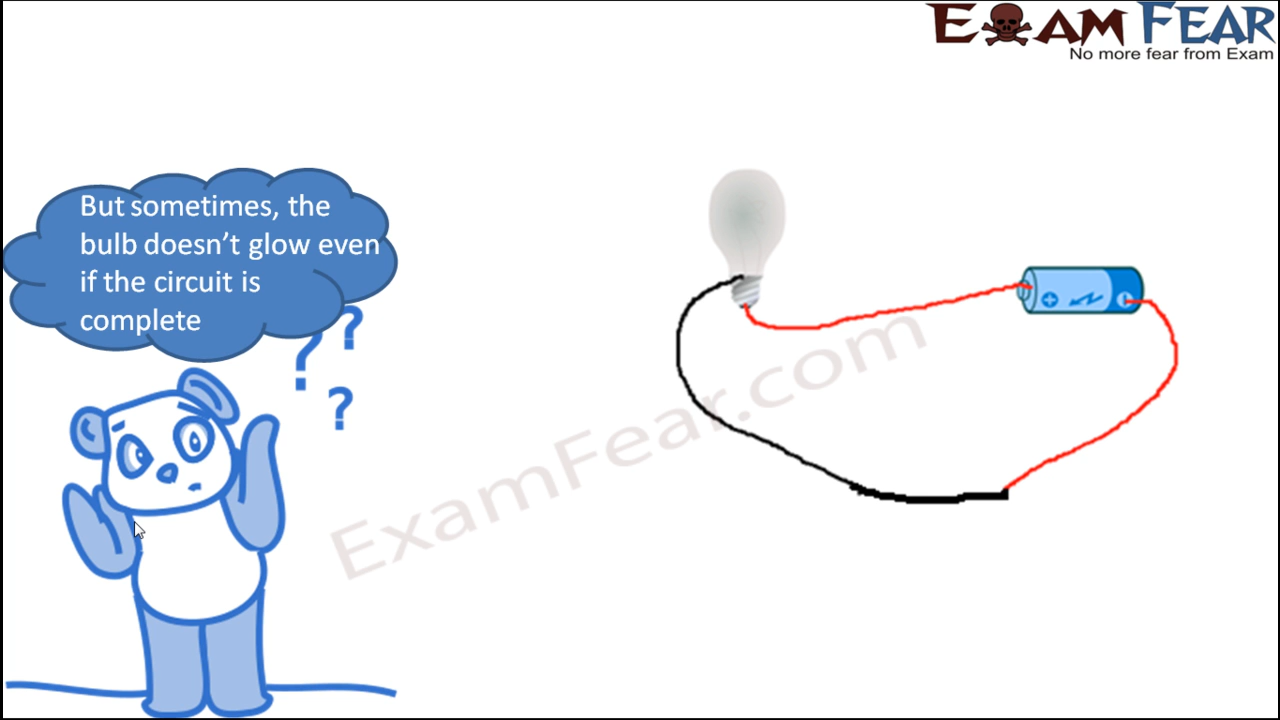 EXAM FEAR
No more fear from Exam
But sometimes, the
bulb doesn't glow even
if the circuit is
complete
? ? ?
+
ExamFear.com